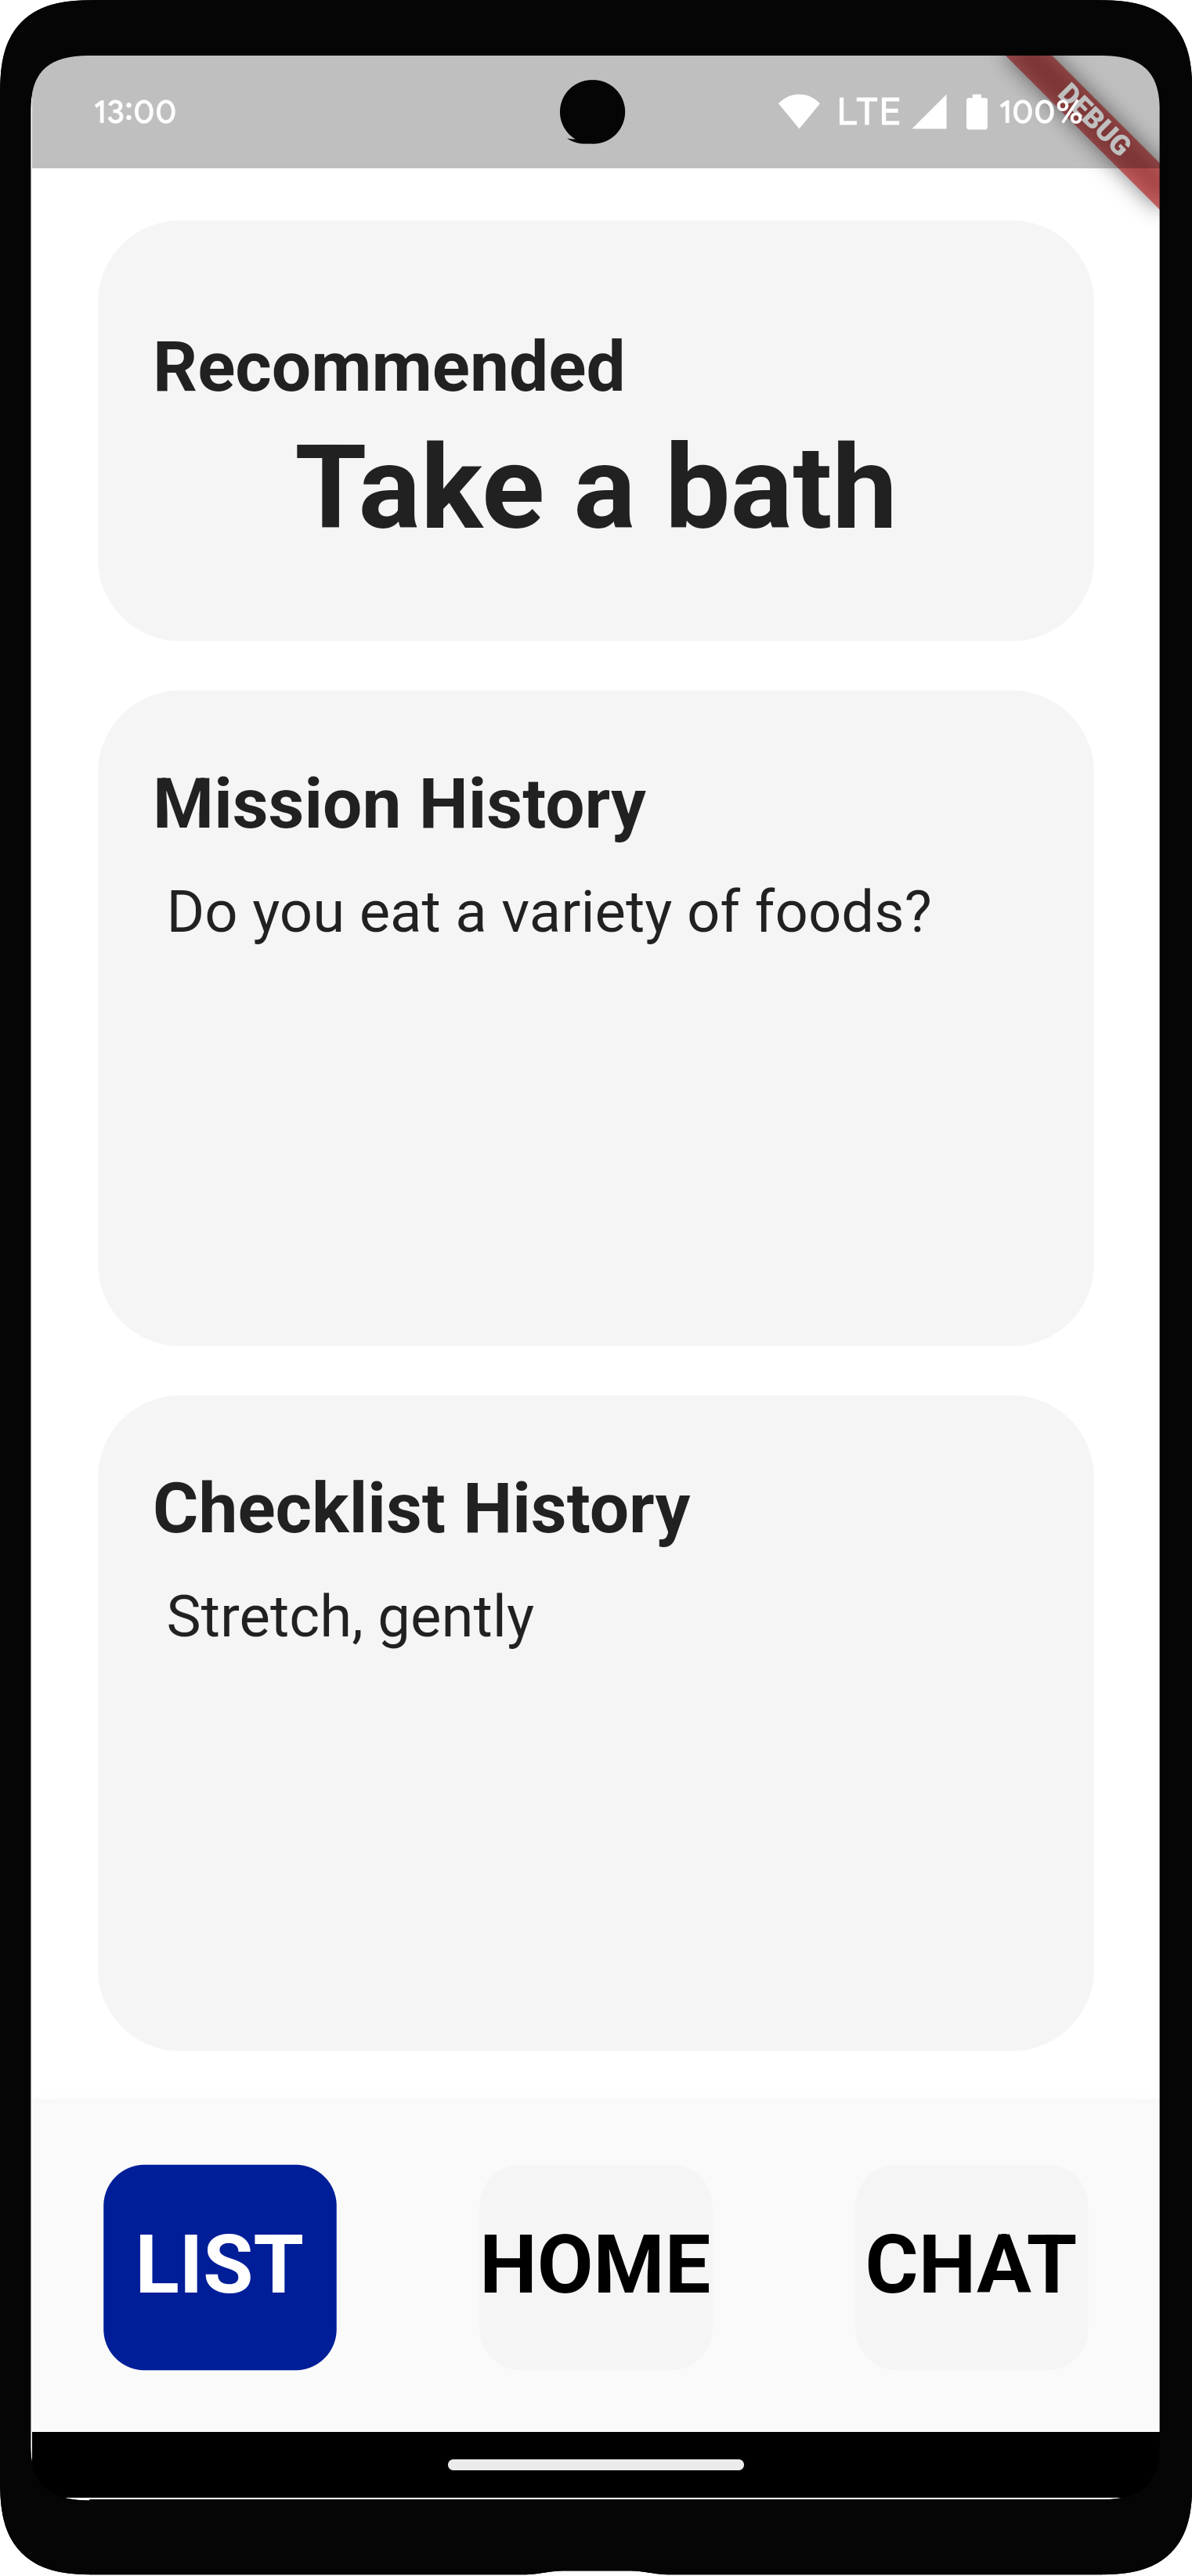 13:00
LTE 100%
DEBUG
Recommended
Take a bath
Mission History
Do you eat a variety of foods?
Checklist History
Stretch, gently
LIST HOME CHAT